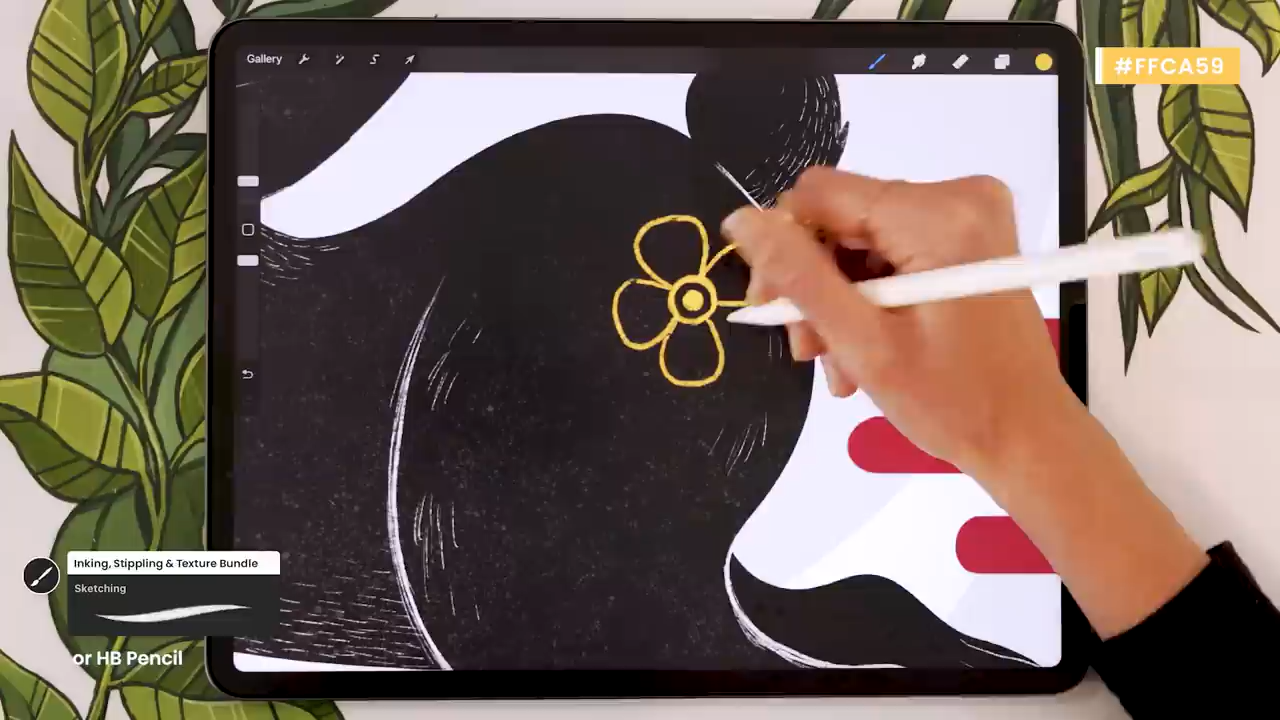 Gallery
#FFCA59
Inking, Stippling & Texture Bundle
Sketching
or HB Pencil